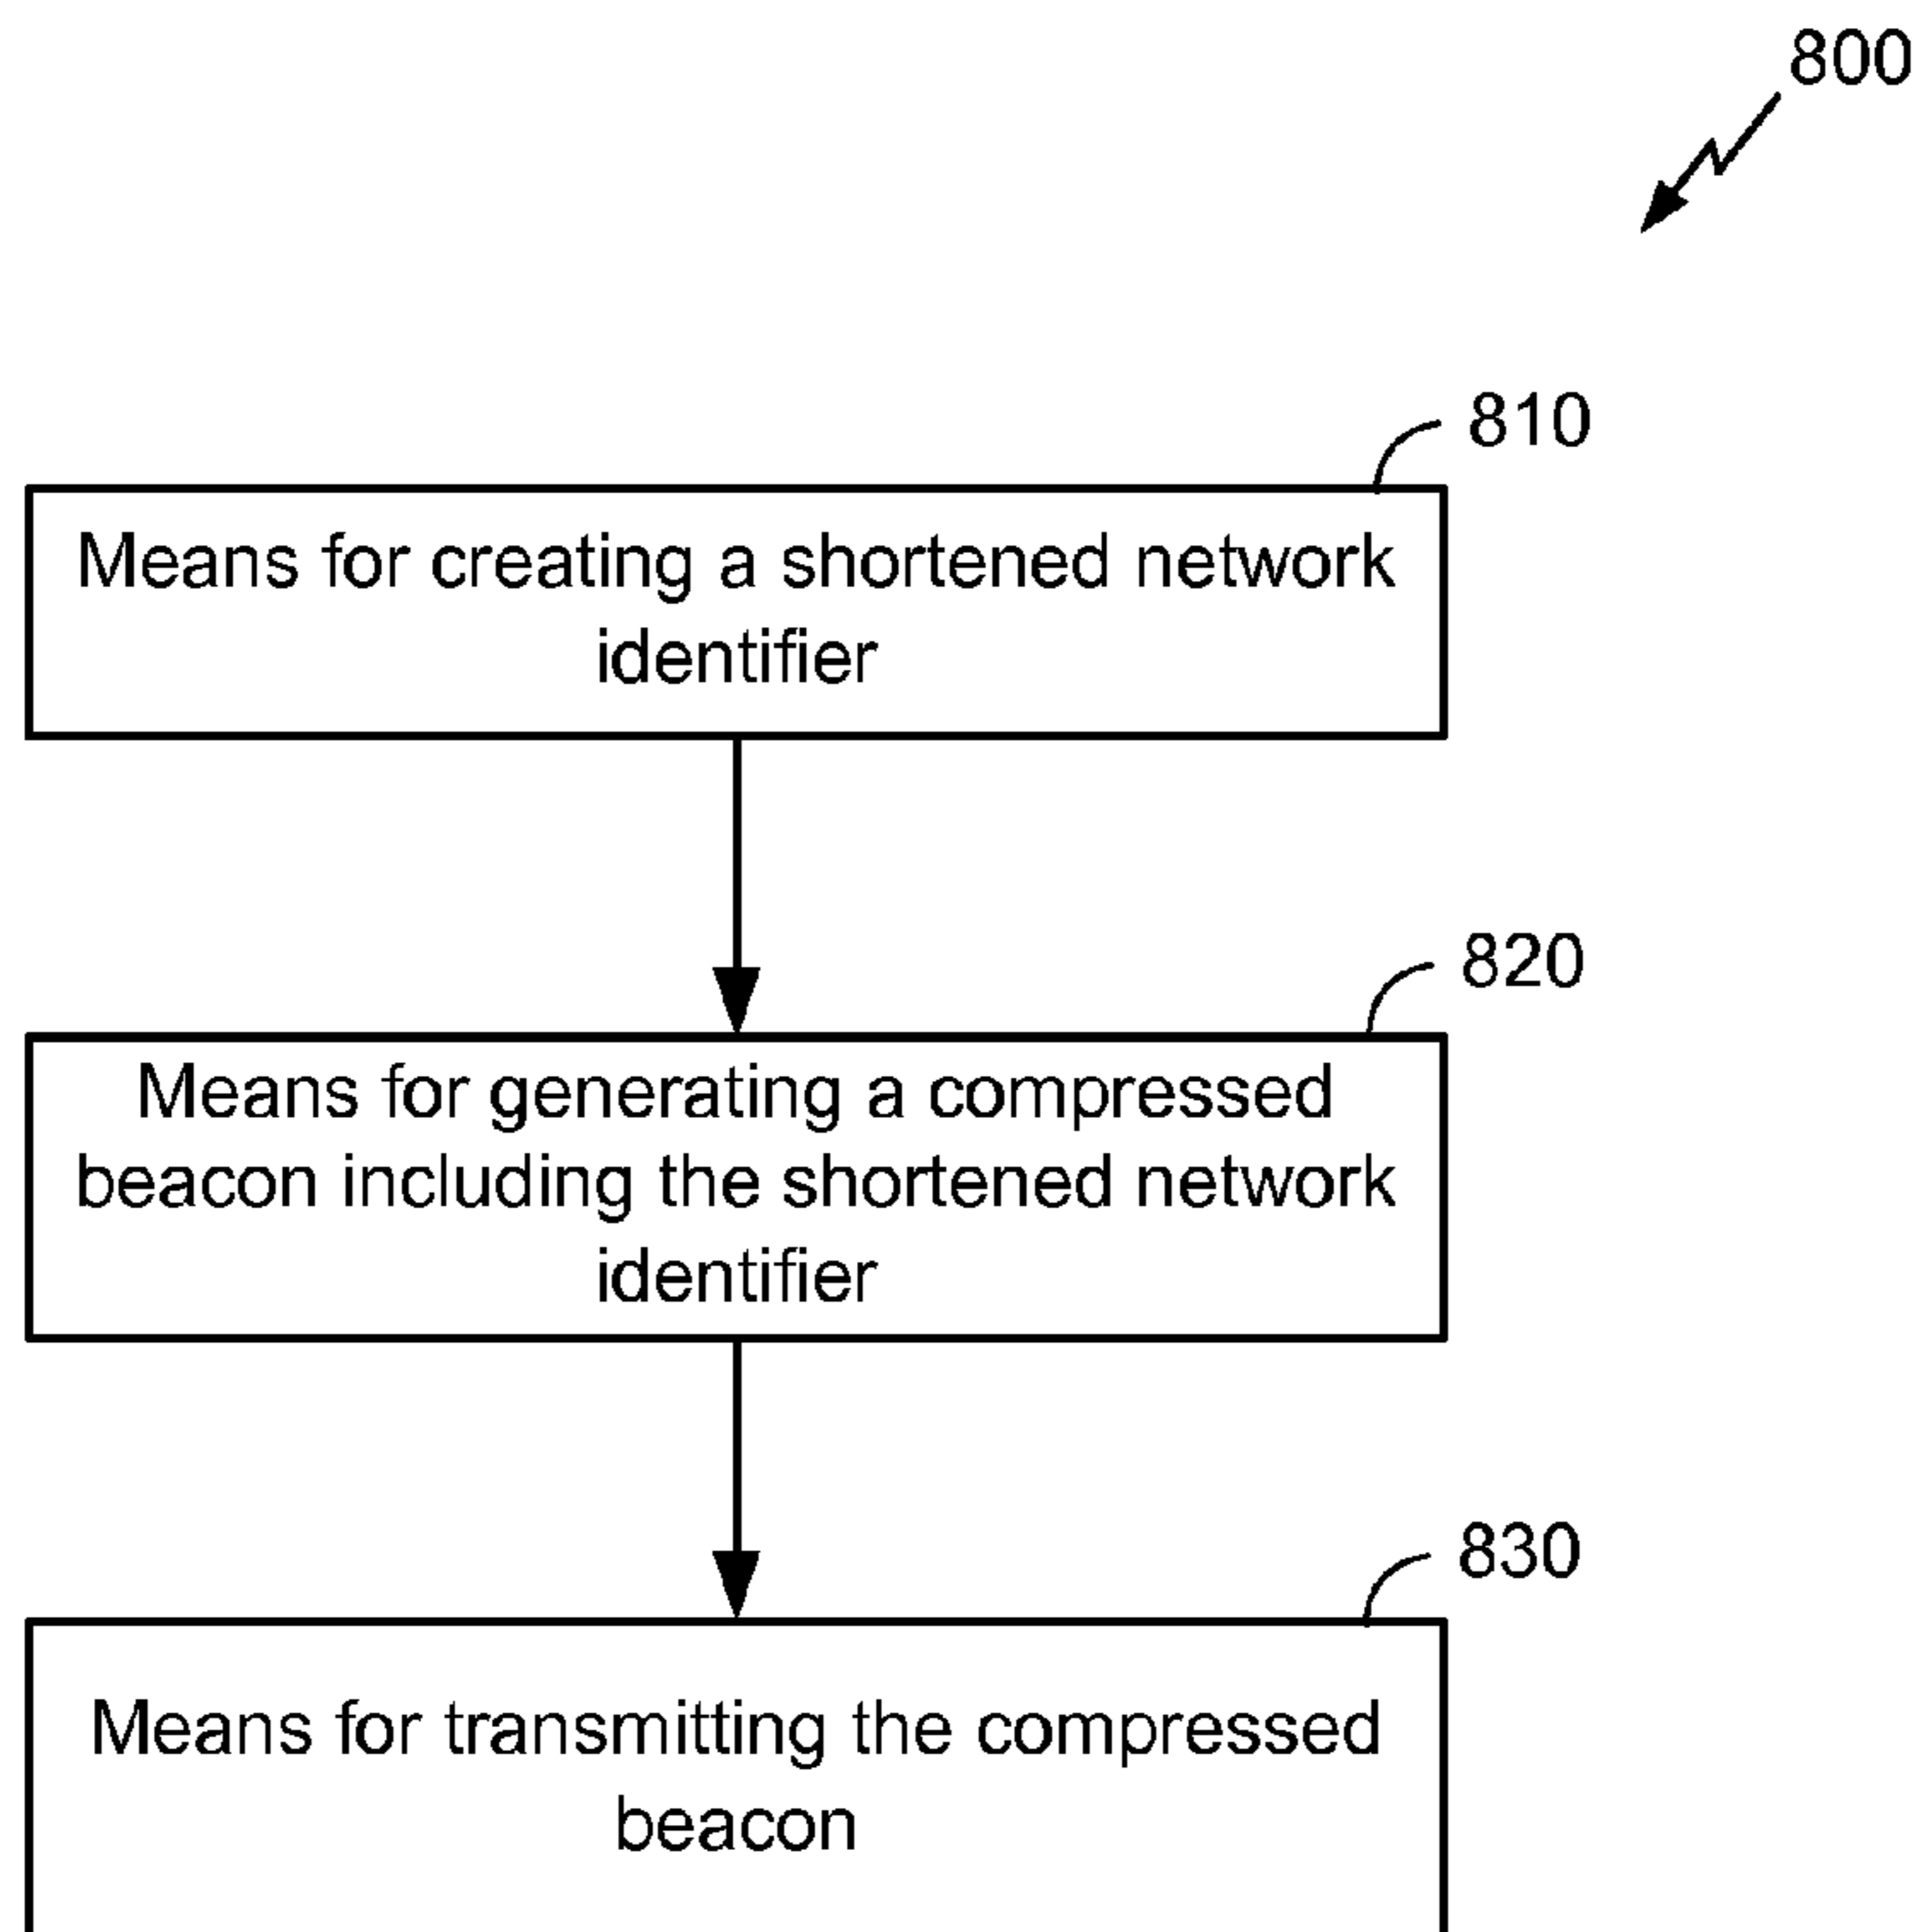 800
810
Means for creating a shortened network
identifier
820
Means for generating a compressed
beacon including the shortened network
identifier
830
Means for transmitting the compressed
beacon